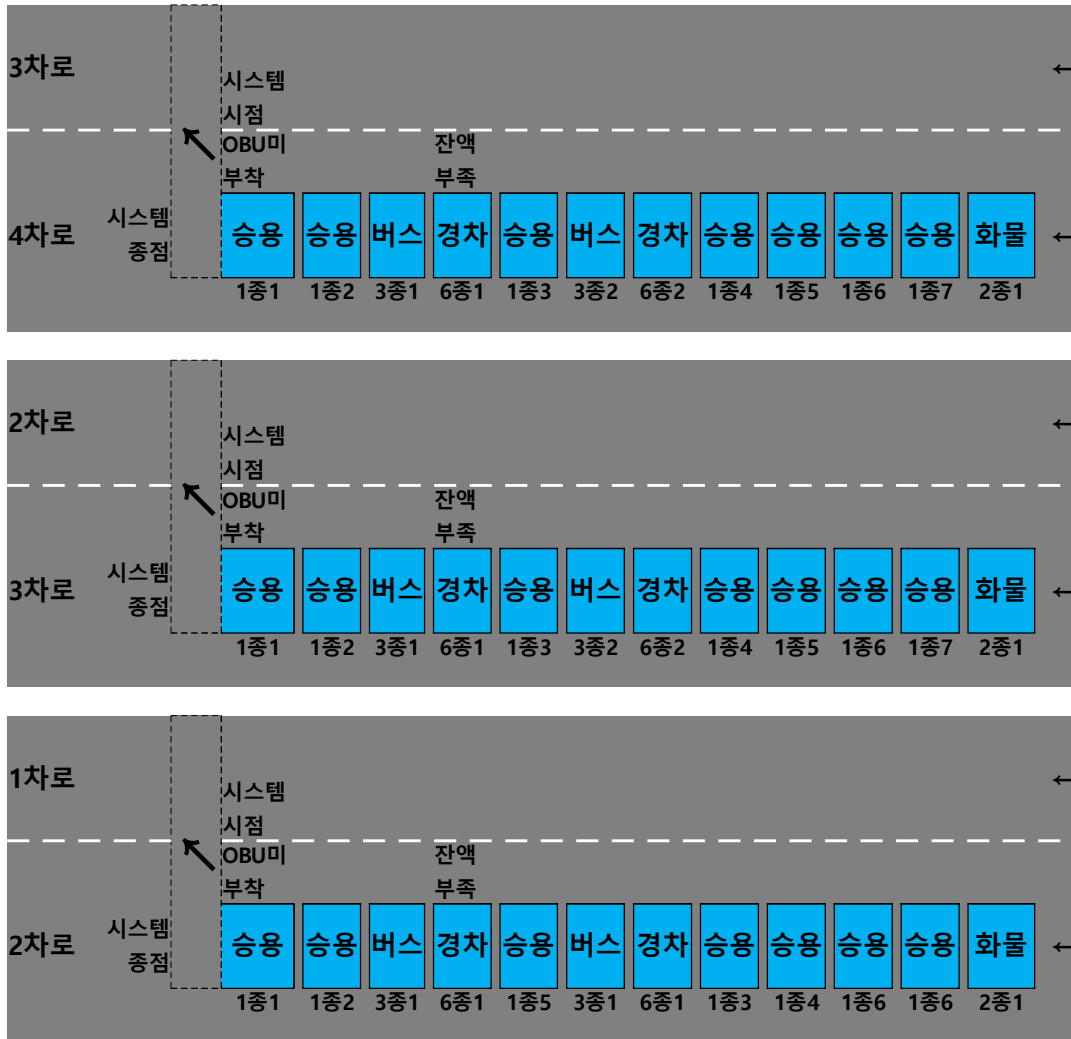 3차로 ←
시스템
시점
OBU미 잔액
부착 부족
4차로 시스템 종점 승용 승용 버스 경차 승용 버스 경차 승용 승용 승용 승용 화물 ←
1종1 1종2 3종1 6종1 1종3 3종2 6종2 1종4 1종5 1종6 1종7 2종1
2차로 ←
시스템
시점
OBU미 잔액
부착 부족
3차로 시스템 종점 승용 승용 버스 경차 승용 버스 경차 승용 승용 승용 승용 화물 ←
1종1 1종2 3종1 6종1 1종3 3종2 6종2 1종4 1종5 1종6 1종7 2종1
1차로 ←
시스템
시점
OBU미 잔액
부착 부족
2차로 시스템 종점 승용 승용 버스 경차 승용 버스 경차 승용 승용 승용 승용 화물 ←
1종1 1종2 3종1 6종1 1종5 3종1 6종1 1종3 1종4 1종6 1종6 2종1